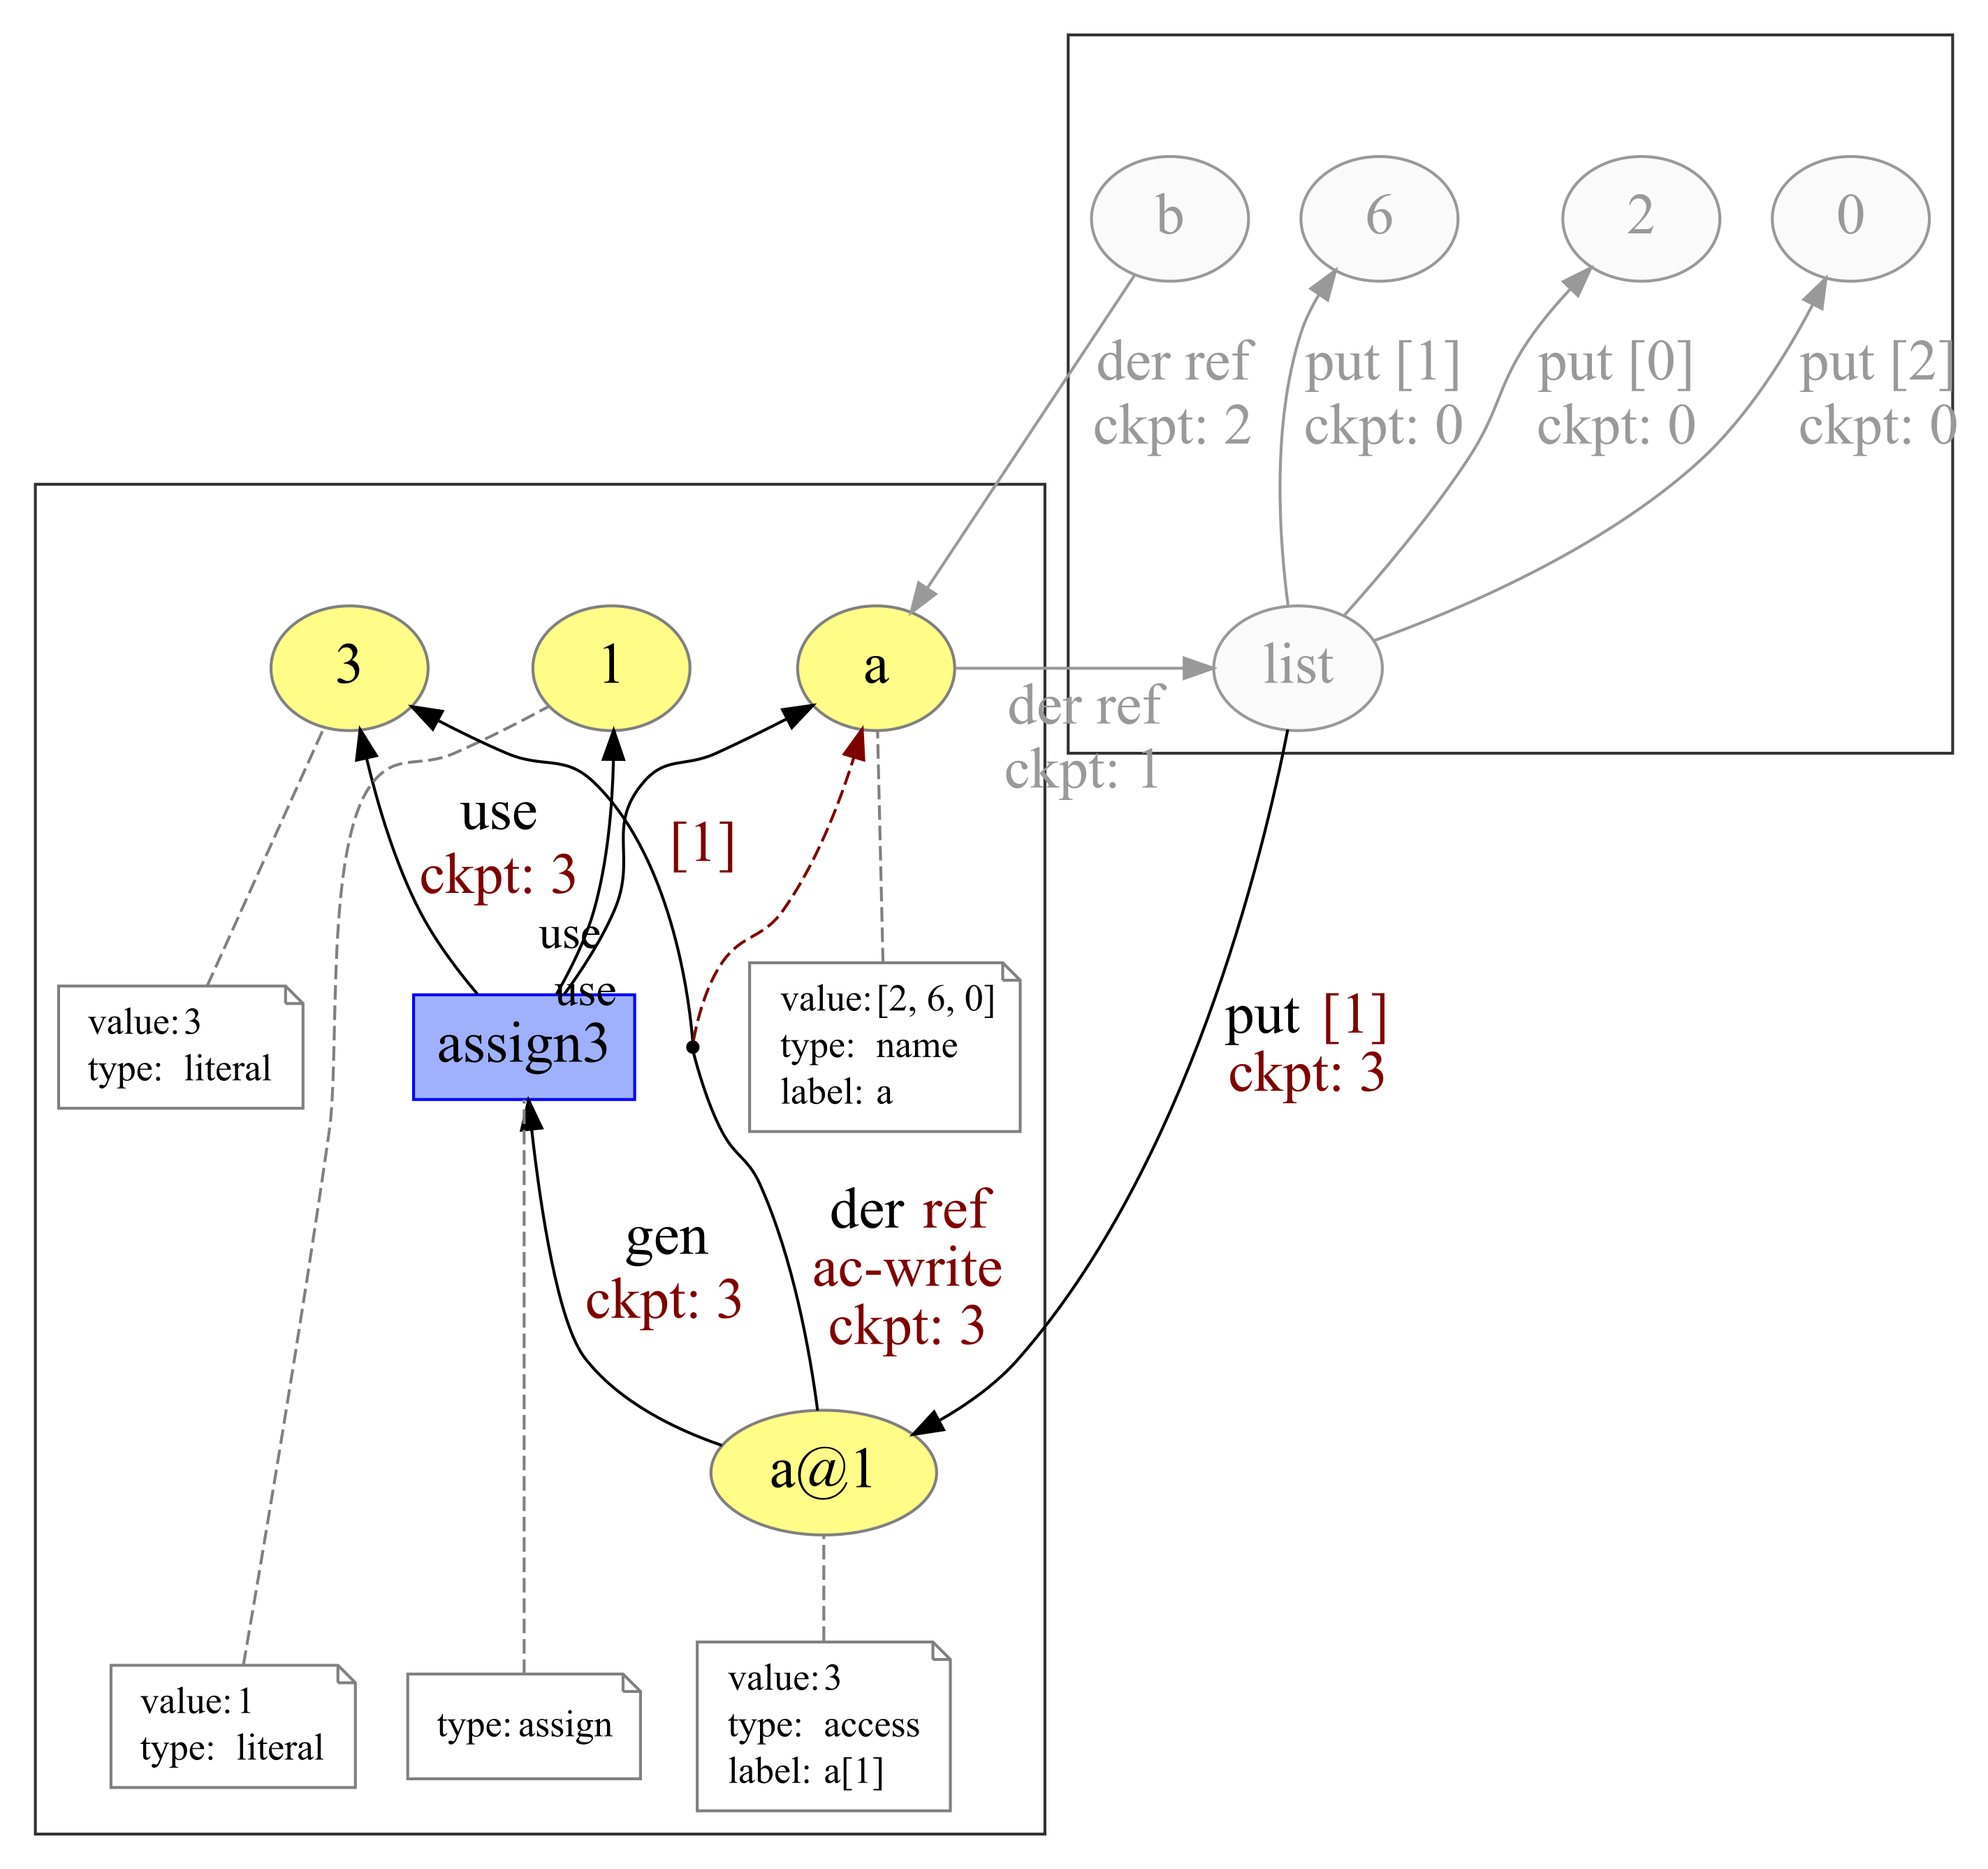 b
6
2
0
der ref
ckpt: 2
put [1]
ckpt: 0
put [0]
ckpt: 0
put [2]
ckpt: 0
3
1
a
list
der ref
ckpt: 1
use
ckpt: 3
[1]
use
use
assign3
value: 3
type: literal
value: [2, 6, 0]
type: name
label: a
put [1]
ckpt: 3
gen
ckpt: 3
der ref
ac-write
ckpt: 3
a@1
value: 1
type: literal
type: assign
value: 3
type: access
label: a[1]